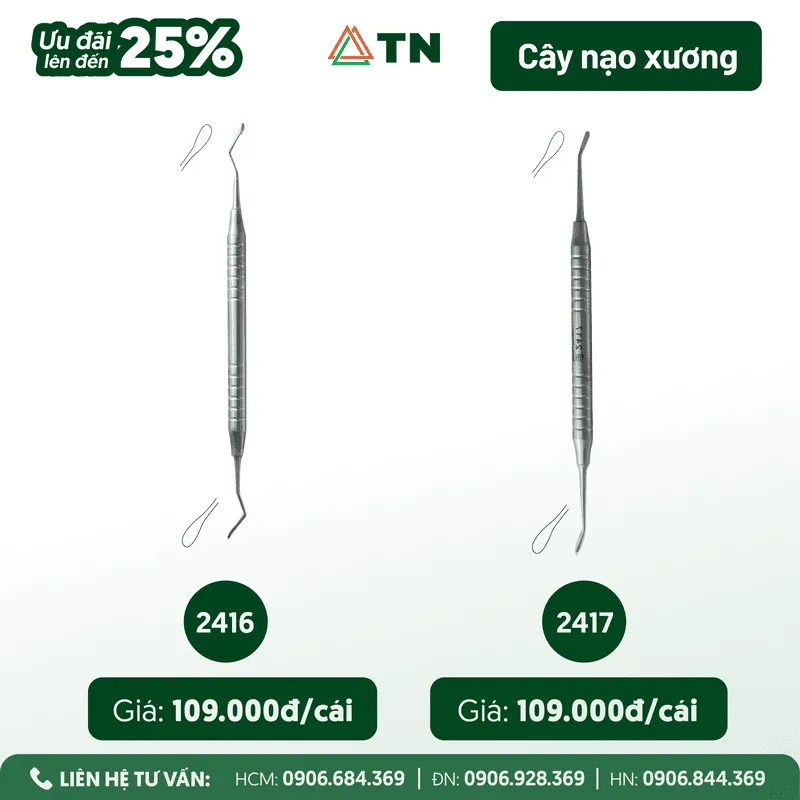 Ưu đãi
lên đến 25%
TN
Cây nạo xương
2417
2416
2417
Giá: 109.000đ/cái
Giá: 109.000đ/cái
LIÊN HỆ TƯ VẤN: HCM: 0906.684.369 | ĐN: 0906.928.369 | HN: 0906.844.369